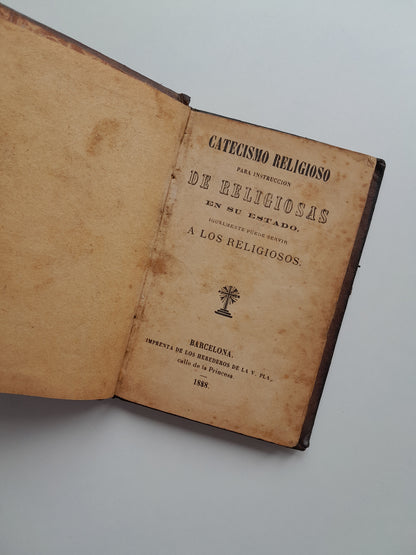 CATECISMO RELIGIOSO
PARA INSTRUCCION
DE RELIGIOSAS
EN SU ESTADO,
IGUALMENTE PUEDE SERVIR
A LOS RELIGIOSOS.
BARCELONA.
IMPRENTA DE LOS HEREDEROS DE LA V. PLA,
calle de la Princesa.
1888.